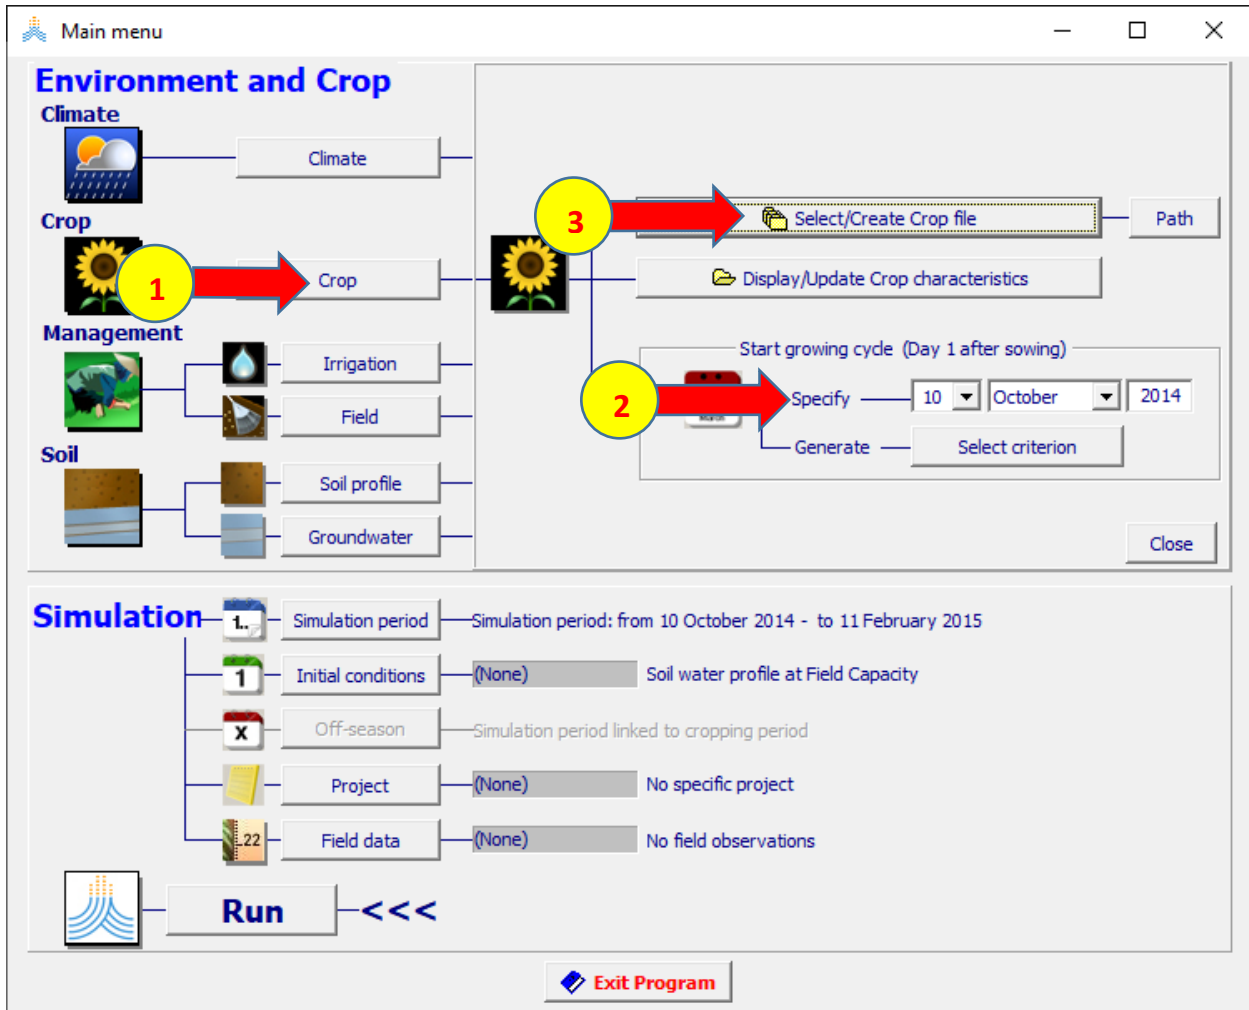 Main menu
Environment and Crop
Climate
Climate
Crop
3
Select/Create Crop file
Path
1
Crop
Display/Update Crop characteristics
Management
Start growing cycle (Day 1 after sowing)
Irrigation
2
Specify
10
October
2014
March
Field
Generate
Select criterion
Soil
Soil profile
Groundwater
Close
Simulation
1..
Simulation period
Simulation period: from 10 October 2014 - to 11 February 2015
1
Initial conditions
(None)
Soil water profile at Field Capacity
X
Off-season
Simulation period linked to cropping period
Project
(None)
No specific project
.22
Field data
(None)
No field observations
Run
<<<
Exit Program